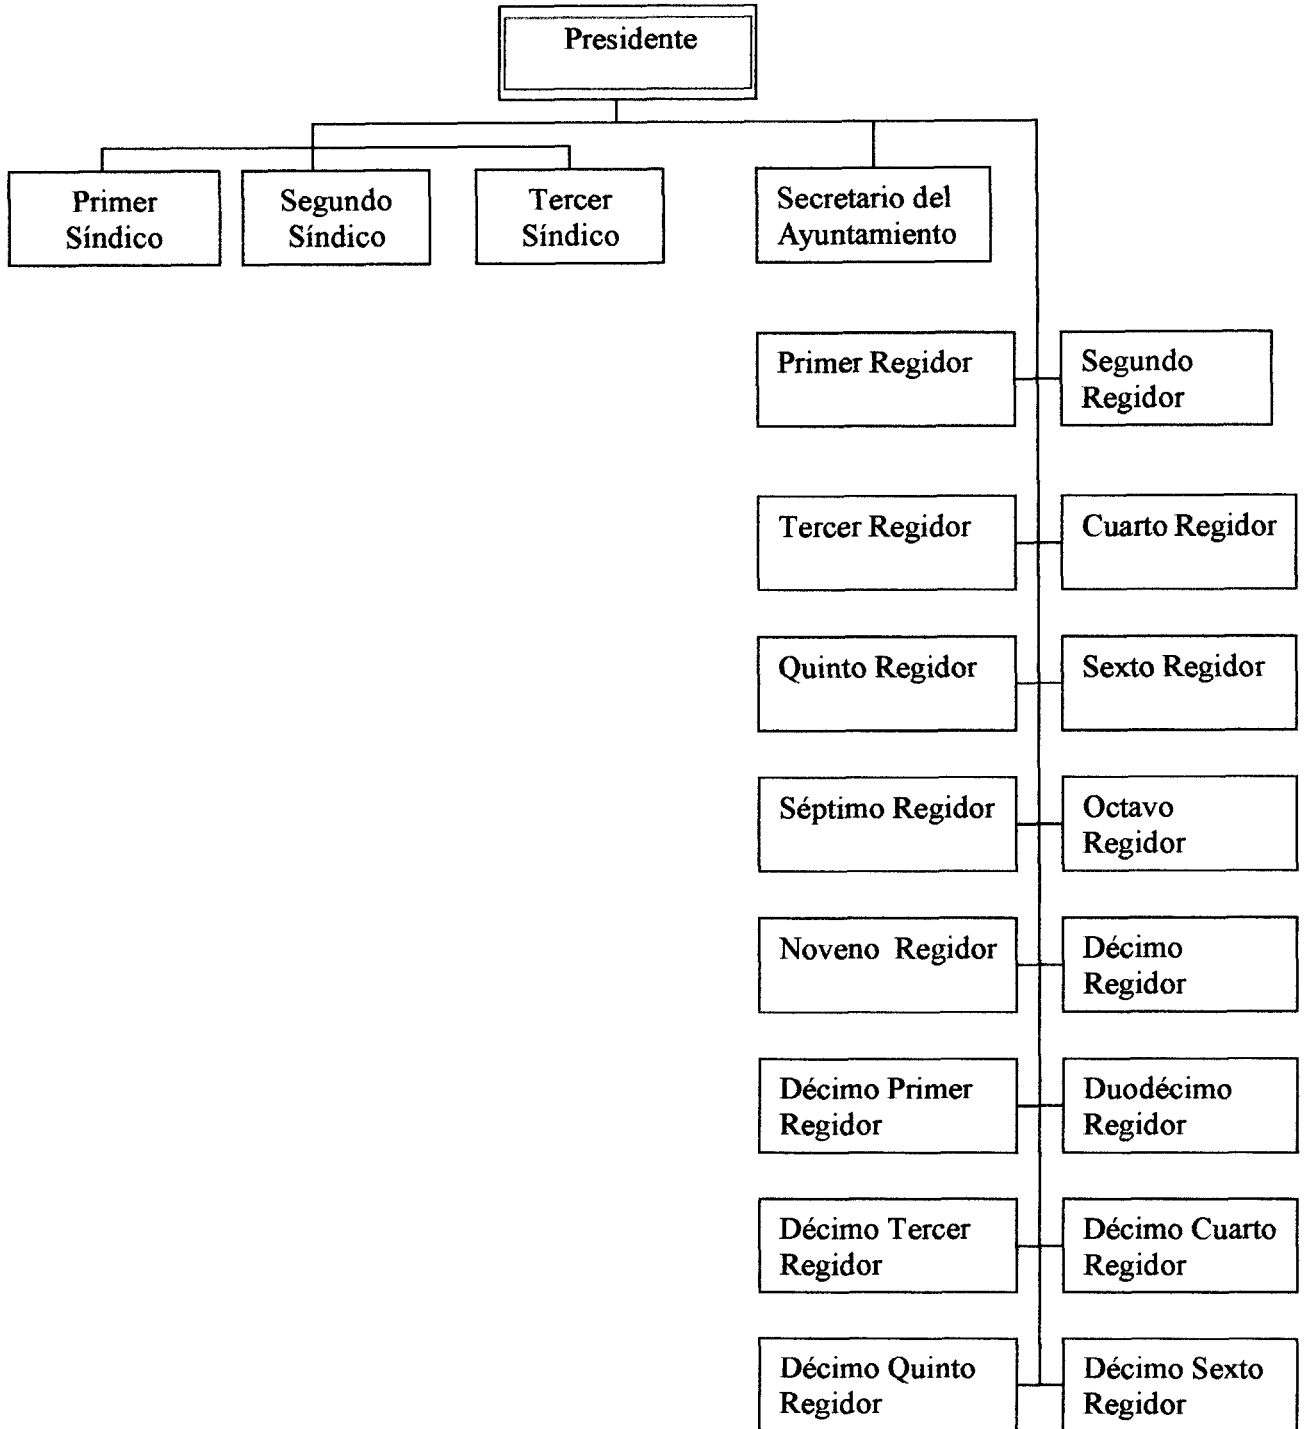 Presidente
Primer
Síndico
Segundo
Síndico
Tercer
Síndico
Secretario del
Ayuntamiento
Primer Regidor
Segundo
Regidor
Tercer Regidor
Cuarto Regidor
Quinto Regidor
Sexto Regidor
Séptimo Regidor
Octavo
Regidor
Noveno Regidor
Décimo
Regidor
Décimo Primer
Regidor
Duodécimo
Regidor
Décimo Tercer
Regidor
Décimo Cuarto
Regidor
Décimo Quinto
Regidor
Décimo Sexto
Regidor